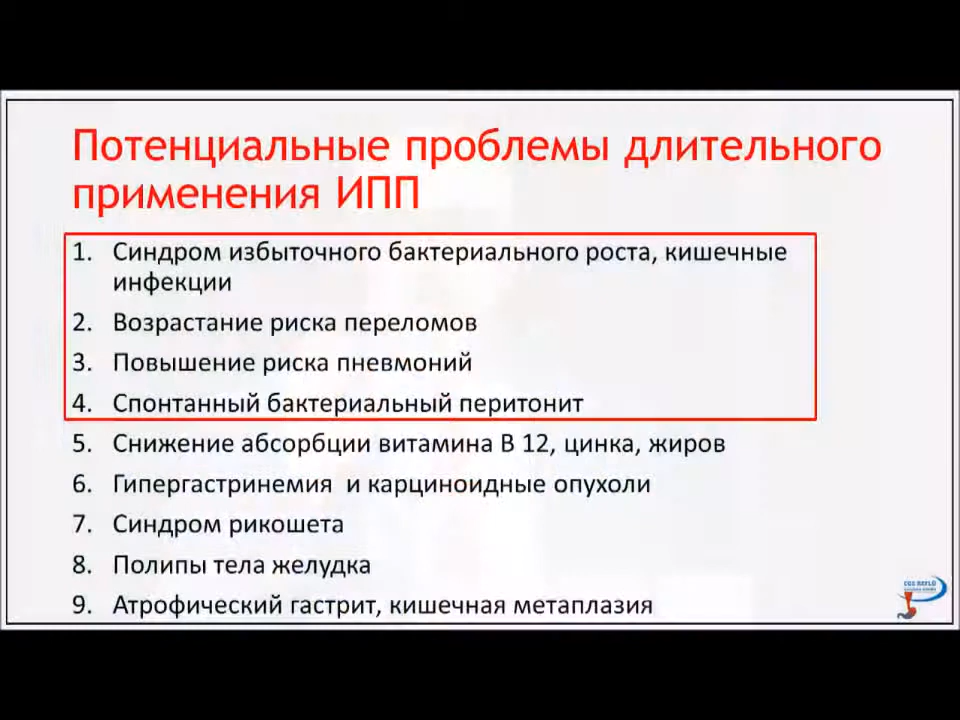 Потенциальные проблемы длительного
применения ИПП
1. Синдром избыточного бактериального роста, кишечные
инфекции
2. Возрастание риска переломов
3. Повышение риска пневмоний
4. Спонтанный бактериальный перитонит
5. Снижение абсорбции витамина В 12, цинка, жиров
6. Гипергастринемия и карциноидные опухоли
7. Синдром рикошета
8. Полипы тела желудка
9. Атрофический гастрит, кишечная метаплазия